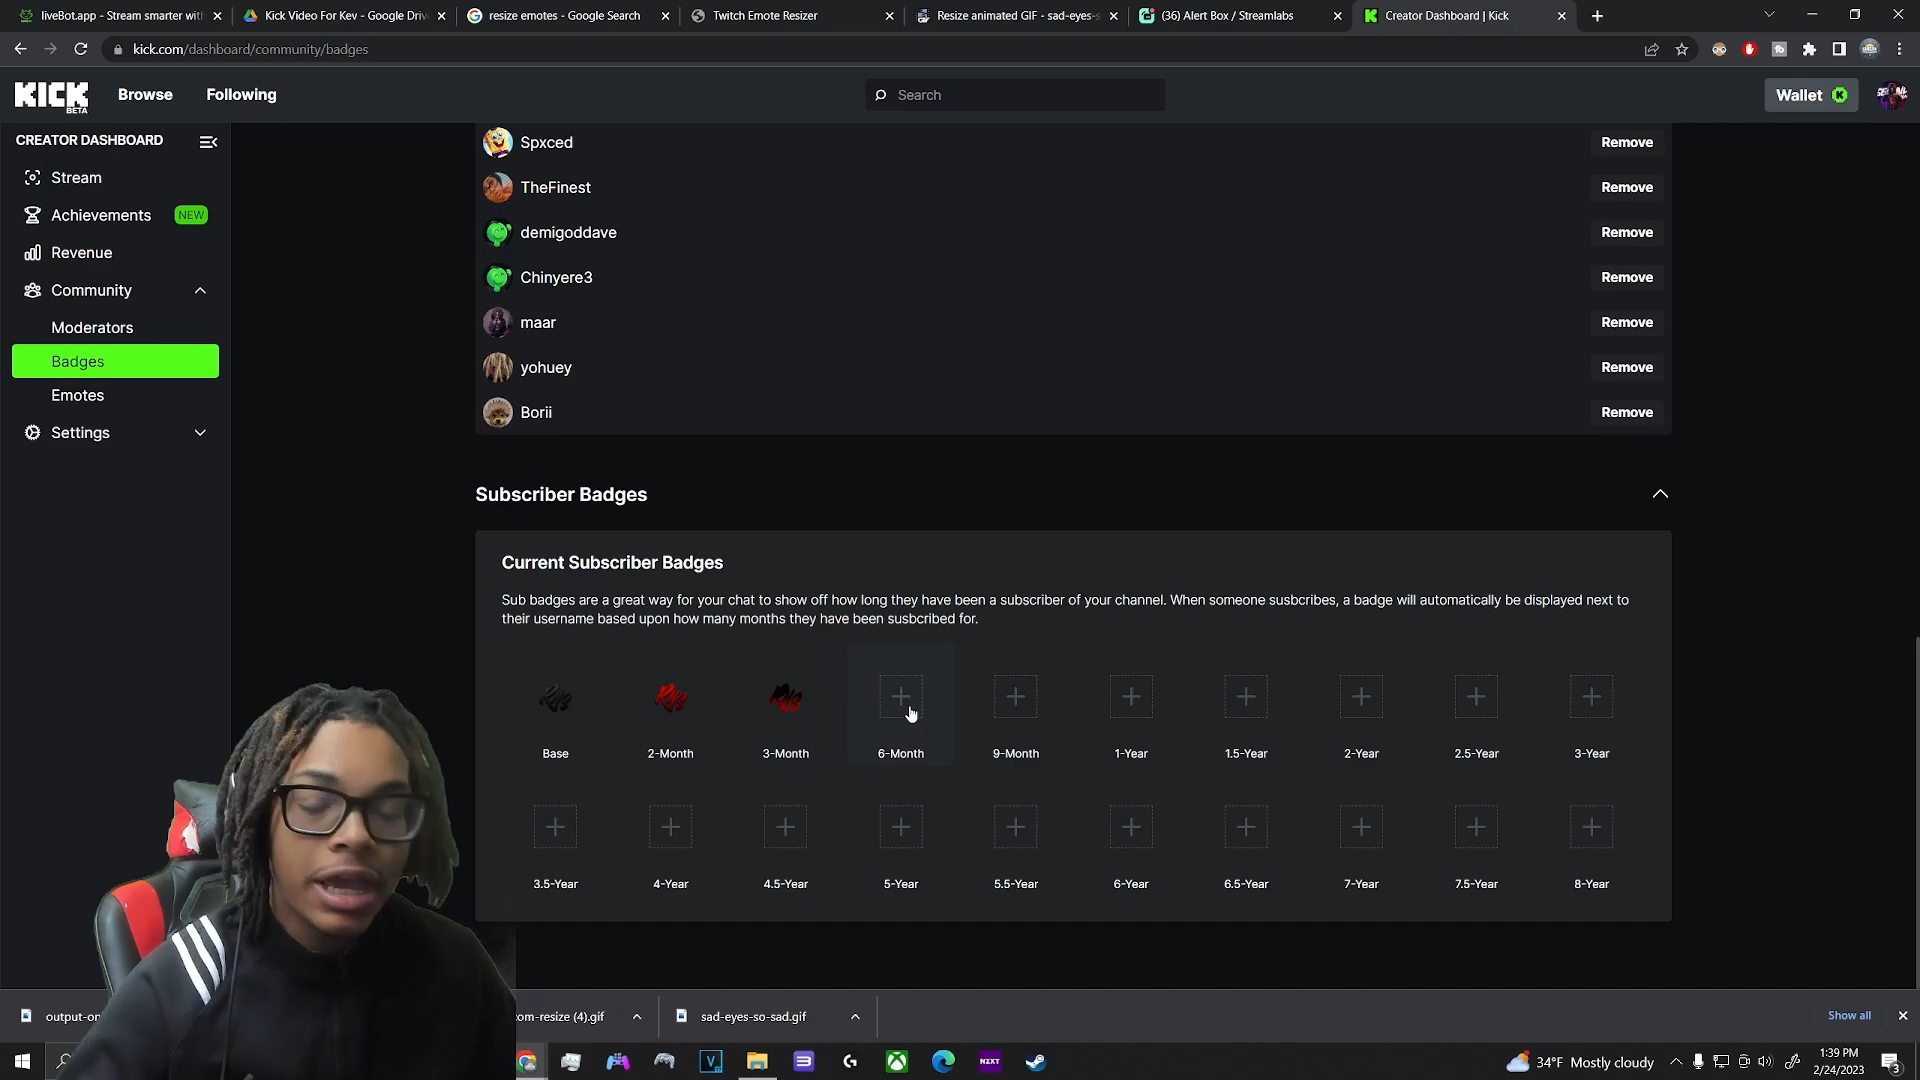 liveBot.app - Stream smarter with
Kick Video For Kev - Google Driv
resize emotes - Google Search
Twitch Emote Resizer
Resize animated GIF - sad-eyes-s
(36) Alert Box / Streamlabs
Creator Dashboard | Kick
kick.com/dashboard/community/badges
KICK
BETA
Browse
Following
Search
Wallet
CREATOR DASHBOARD
Stream
Achievements
NEW
Revenue
Community
Moderators
Badges
Emotes
Settings
Spxced
Remove
TheFinest
Remove
demigoddave
Remove
Chinyere3
Remove
maar
Remove
yohuey
Remove
Borii
Remove
Subscriber Badges
Current Subscriber Badges
Sub badges are a great way for your chat to show off how long they have been a subscriber of your channel. When someone susbcribes, a badge will automatically be displayed next to
their username based upon how many months they have been susbcribed for.
Base
2-Month
3-Month
6-Month
9-Month
1-Year
1.5-Year
2-Year
2.5-Year
3-Year
3.5-Year
4-Year
4.5-Year
5-Year
5.5-Year
6-Year
6.5-Year
7-Year
7.5-Year
8-Year
output-on
om-resize (4).gif
sad-eyes-so-sad.gif
Show all
NZXT
34°F Mostly cloudy
1:39 PM
2/24/2023
3